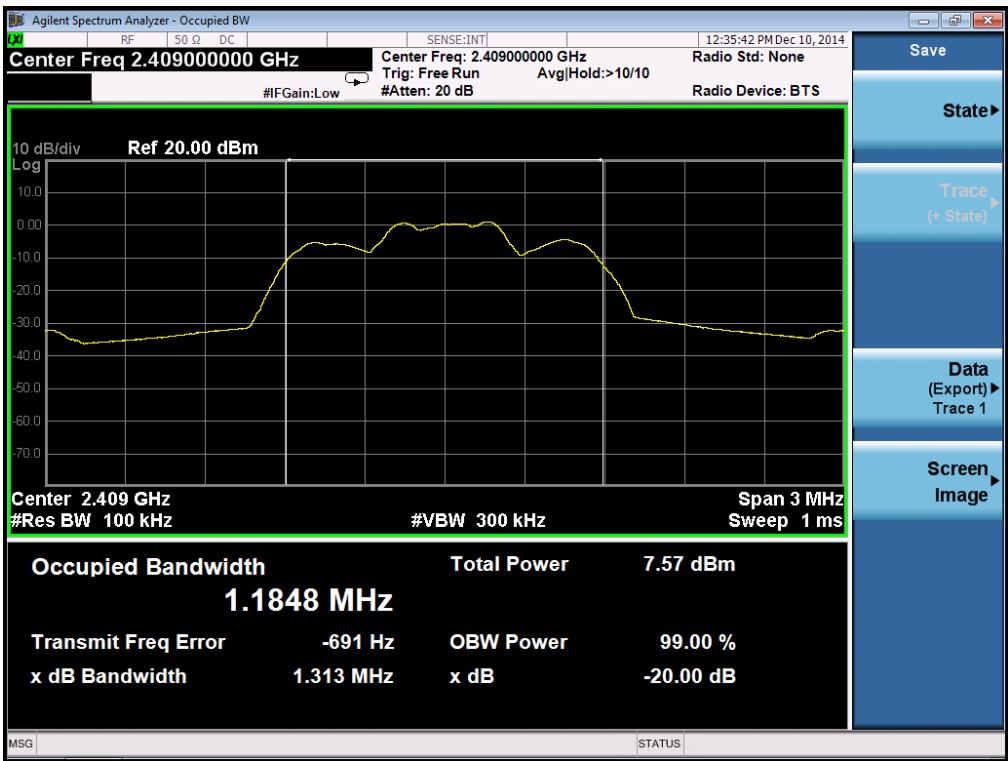 Agilent Spectrum Analyzer - Occupied BW
LXI
RF 50 Ω DC SENSE:INT 12:35:42 PM Dec 10, 2014
Center Freq 2.409000000 GHz
Center Freq: 2.409000000 GHz Radio Std: None
Trig: Free Run Avg|Hold:>10/10
#IFGain:Low #Atten: 20 dB Radio Device: BTS
10 dB/div Ref 20.00 dBm
Log
10.0
0.00
-10.0
-20.0
-30.0
-40.0
-50.0
-60.0
-70.0
Center 2.409 GHz Span 3 MHz
#Res BW 100 kHz #VBW 300 kHz Sweep 1 ms
Occupied Bandwidth Total Power 7.57 dBm
1.1848 MHz
Transmit Freq Error -691 Hz OBW Power 99.00 %
x dB Bandwidth 1.313 MHz x dB -20.00 dB
MSG STATUS
Save
State
Trace
(+ State)
Data
(Export)
Trace 1
Screen
Image